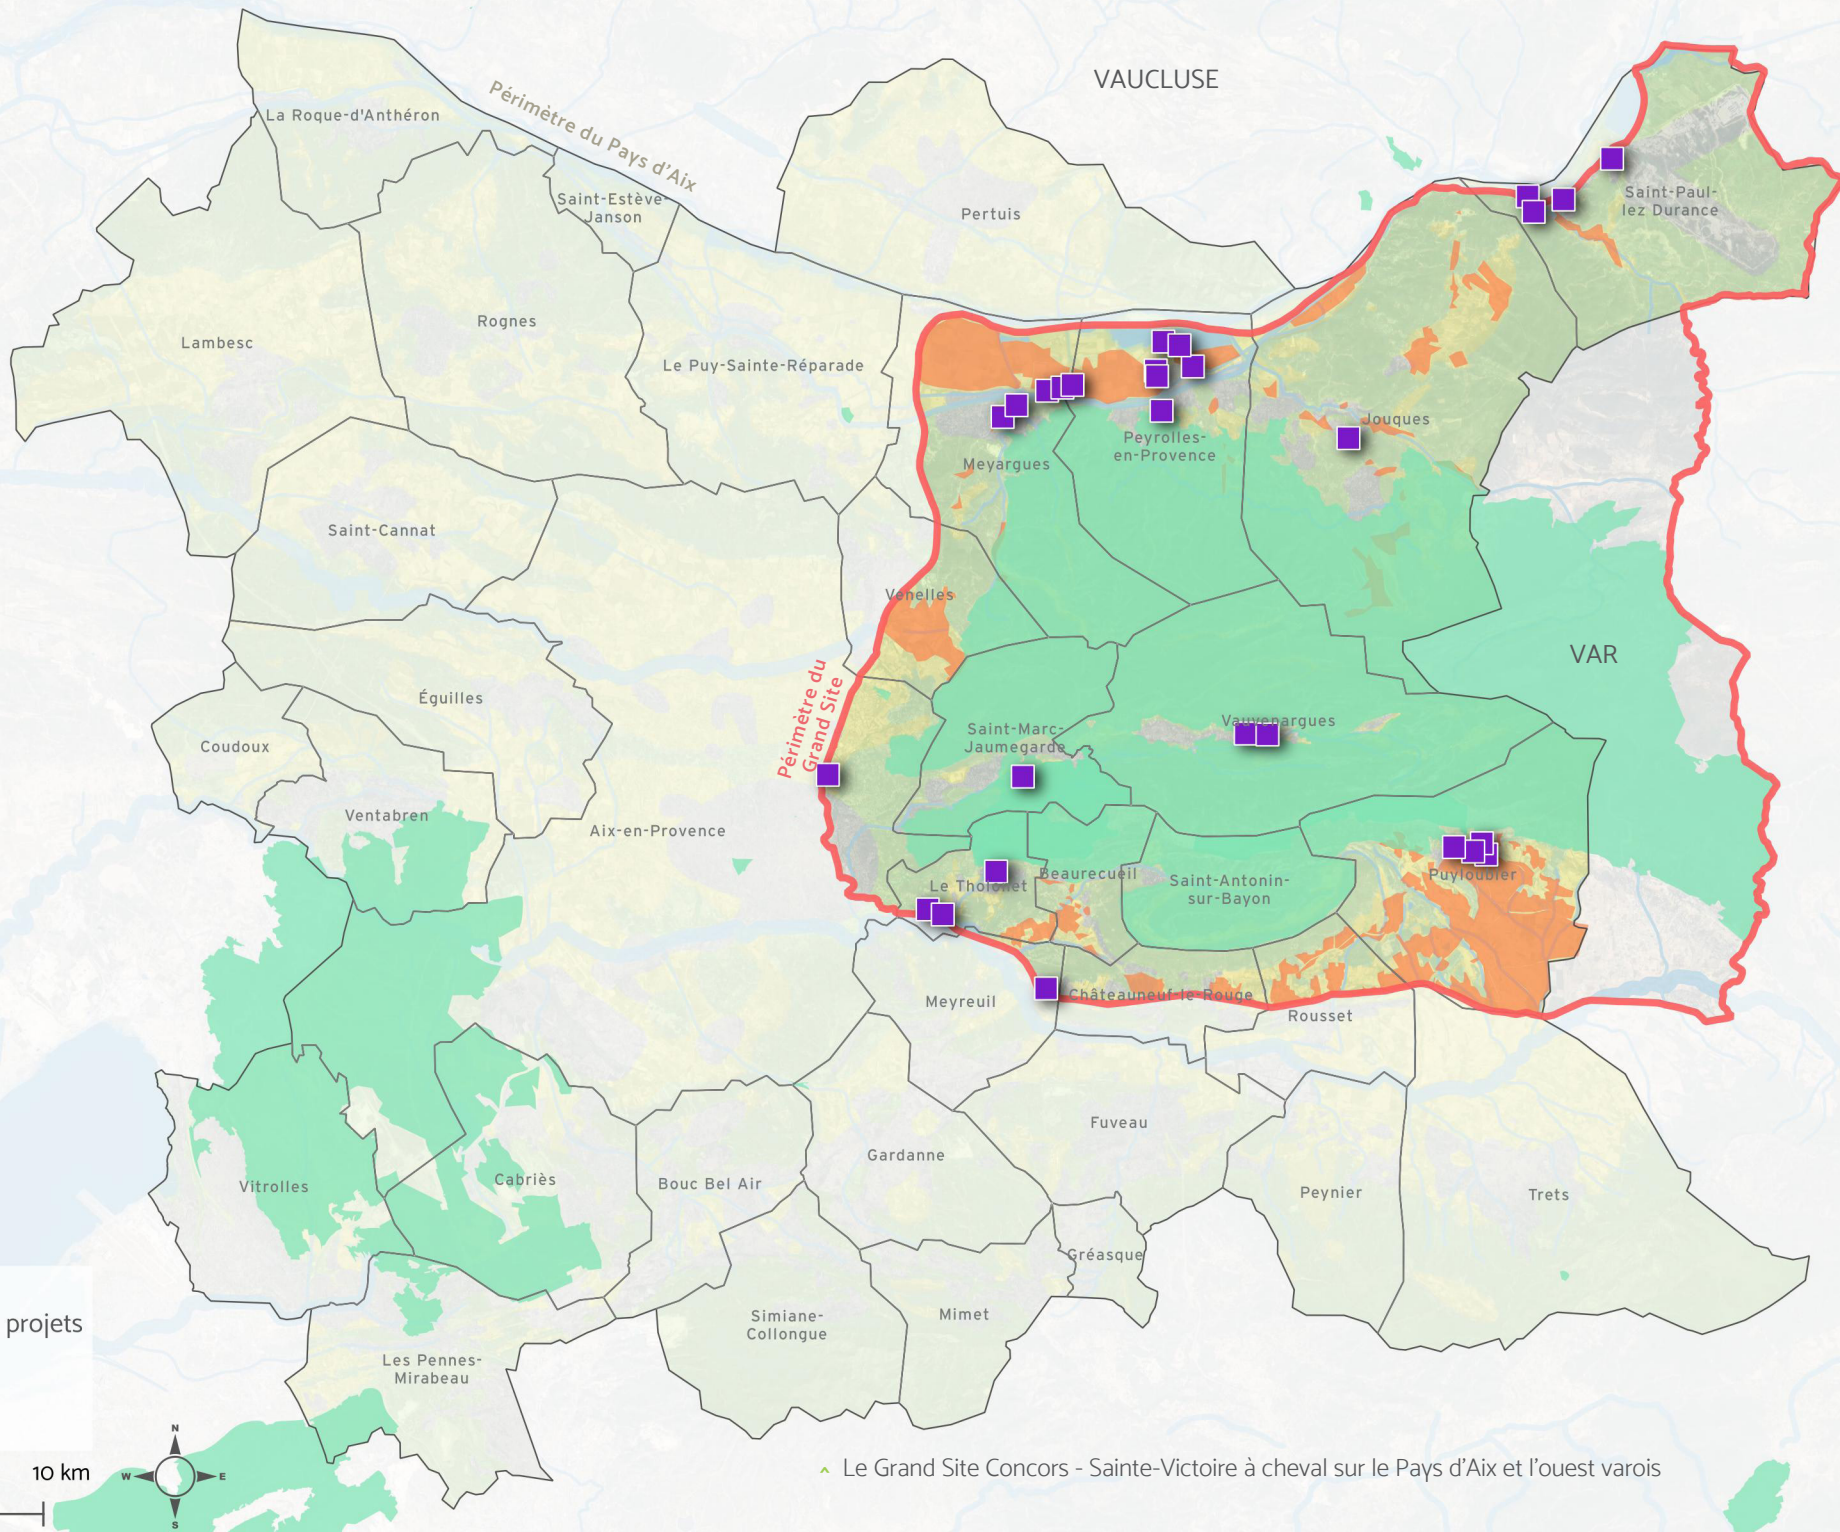 VAUCLUSE
Périmètre du Pays d'Aix
La Roque-d'Anthéron
Saint-Estève-
Janson
Pertuis
Saint-Paul-
lez Durance
Rognes
Lambesc
Le Puy-Sainte-Réparade
Jouques
Peyrolles-
en-Provence
Meyargues
Saint-Cannat
Venelles
VAR
Périmètre du
Grand Site
Éguilles
Vauvenargues
Saint-Marc-
Jaumegarde
Coudoux
Ventabren
Aix-en-Provence
Puyloubier
Beaurecueil
Le Tholonet
Saint-Antonin-
sur-Bayon
Châteauneuf-le-Rouge
Meyreuil
Rousset
Fuveau
Gardanne
Cabriès
Bouc Bel Air
Vitrolles
Peynier
Trets
Gréasque
Mimet
Simiane-
Collongue
projets
Les Pennes-
Mirabeau
N
W
E
S
10 km
Le Grand Site Concors - Sainte-Victoire à cheval sur le Pays d'Aix et l'ouest varois